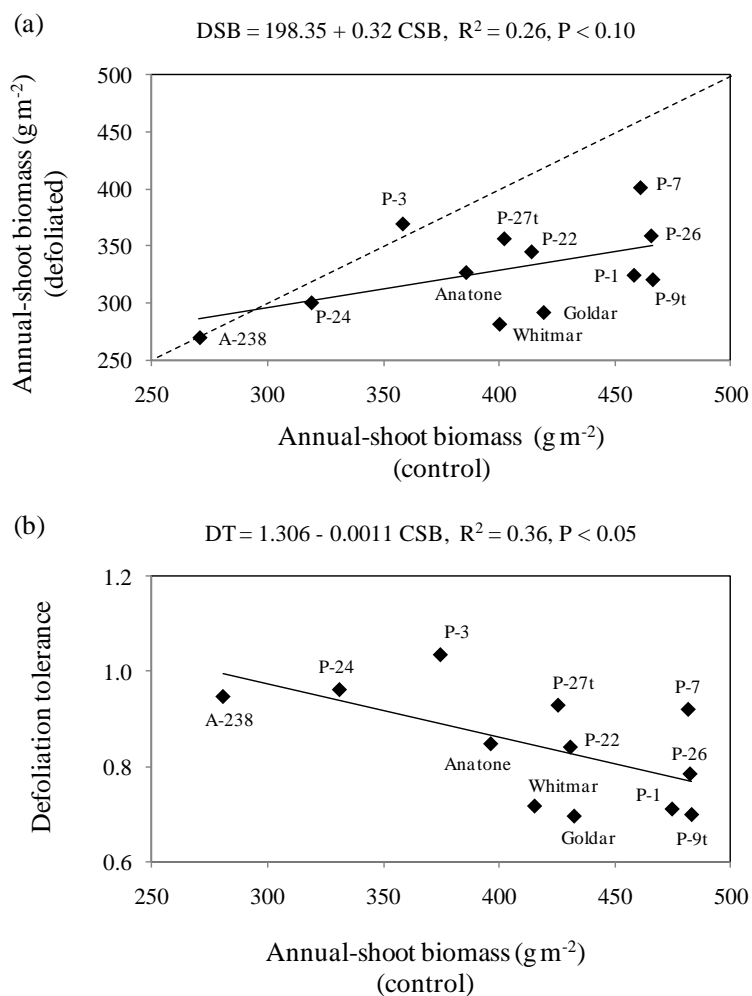 (a)
DSB = 198.35 + 0.32 CSB, R² = 0.26, P < 0.10
Annual-shoot biomass (g m⁻²)
(defoliated)
500
450
400
350
300
250
P-7
P-3
P-27t
P-22
P-26
Anatone
P-1
P-9t
P-24
Goldar
Whitmar
A-238
250
300
350
400
450
500
Annual-shoot biomass (g m⁻²)
(control)
(b)
DT = 1.306 - 0.0011 CSB, R² = 0.36, P < 0.05
Defoliation tolerance
1.2
1.0
0.8
0.6
P-3
P-24
P-27t
P-7
A-238
P-22
P-26
Anatone
Whitmar
P-1
Goldar
P-9t
250
300
350
400
450
500
Annual-shoot biomass (g m⁻²)
(control)